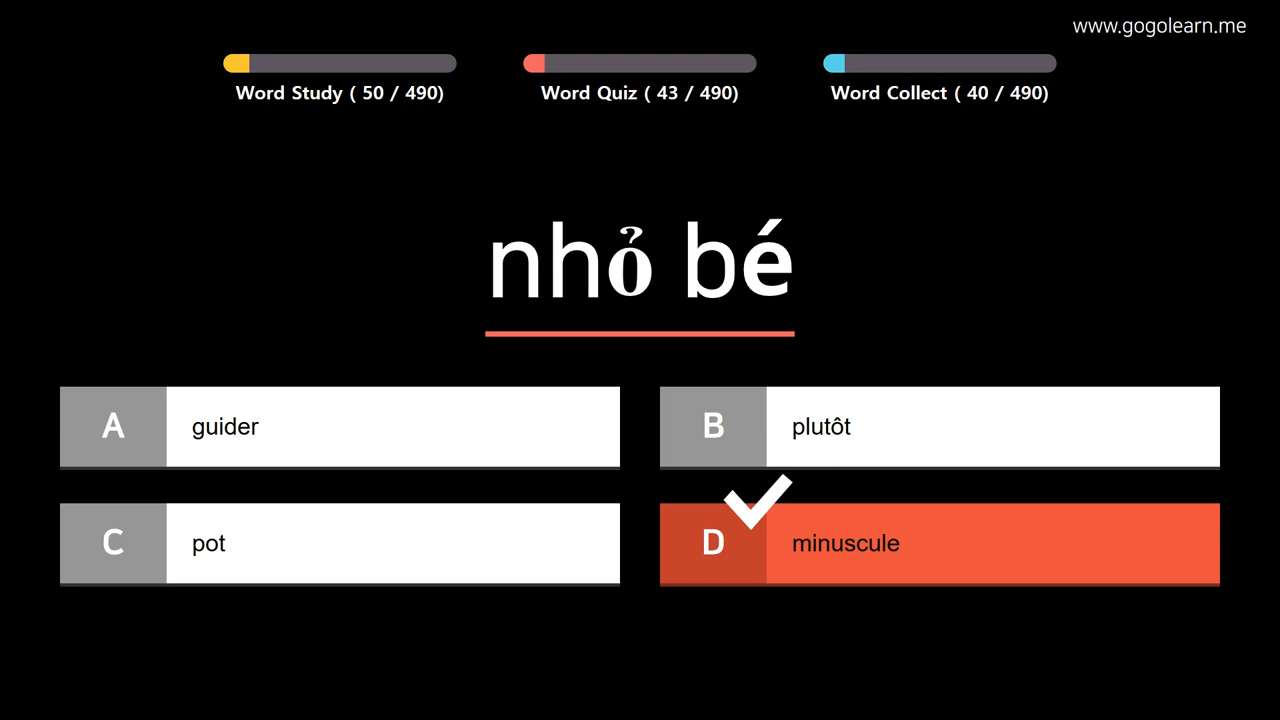 www.gogolearn.me
Word Study ( 50 / 490)
Word Quiz ( 43 / 490)
Word Collect ( 40 / 490)
nhỏ bé
A guider
B plutôt
C pot
D minuscule